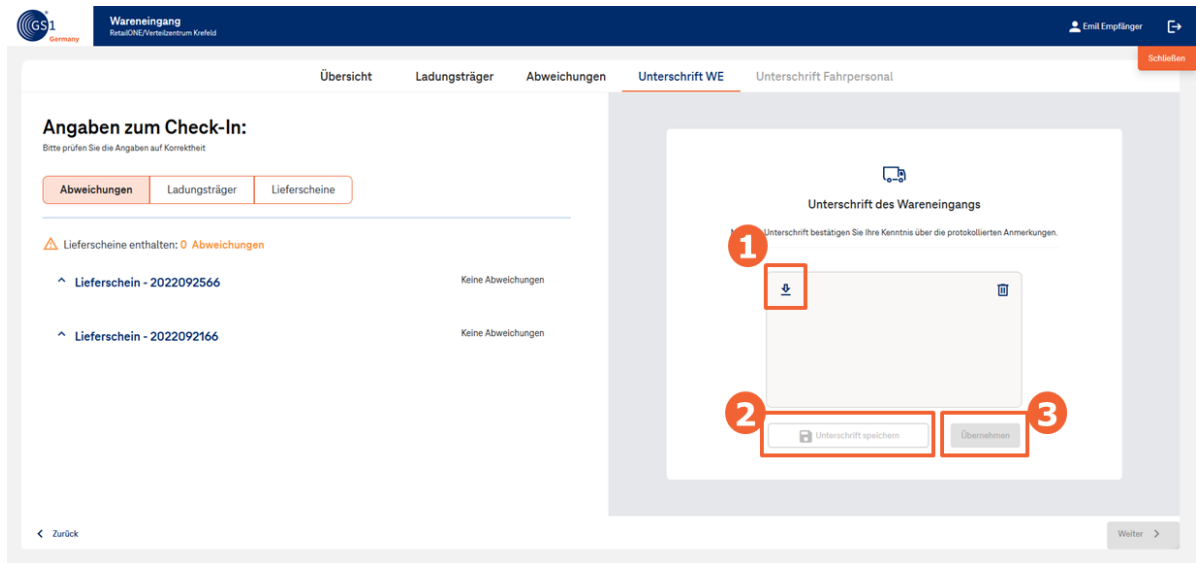 GS1
Germany
Wareneingang
RetailONE/Verteilzentrum Krefeld
Emil Empfänger
Schließen
Übersicht Ladungsträger Abweichungen Unterschrift WE Unterschrift Fahrpersonal
Angaben zum Check-In:
Bitte prüfen Sie die Angaben auf Korrektheit
Abweichungen Ladungsträger Lieferscheine
Lieferscheine enthalten: 0 Abweichungen
Lieferschein - 2022092566 Keine Abweichungen
Lieferschein - 2022092166 Keine Abweichungen
Unterschrift des Wareneingangs
Unterschrift bestätigen Sie Ihre Kenntnis über die protokollierten Anmerkungen.
1
2
Unterschrift speichern
Übernehmen
3
Zurück
Weiter